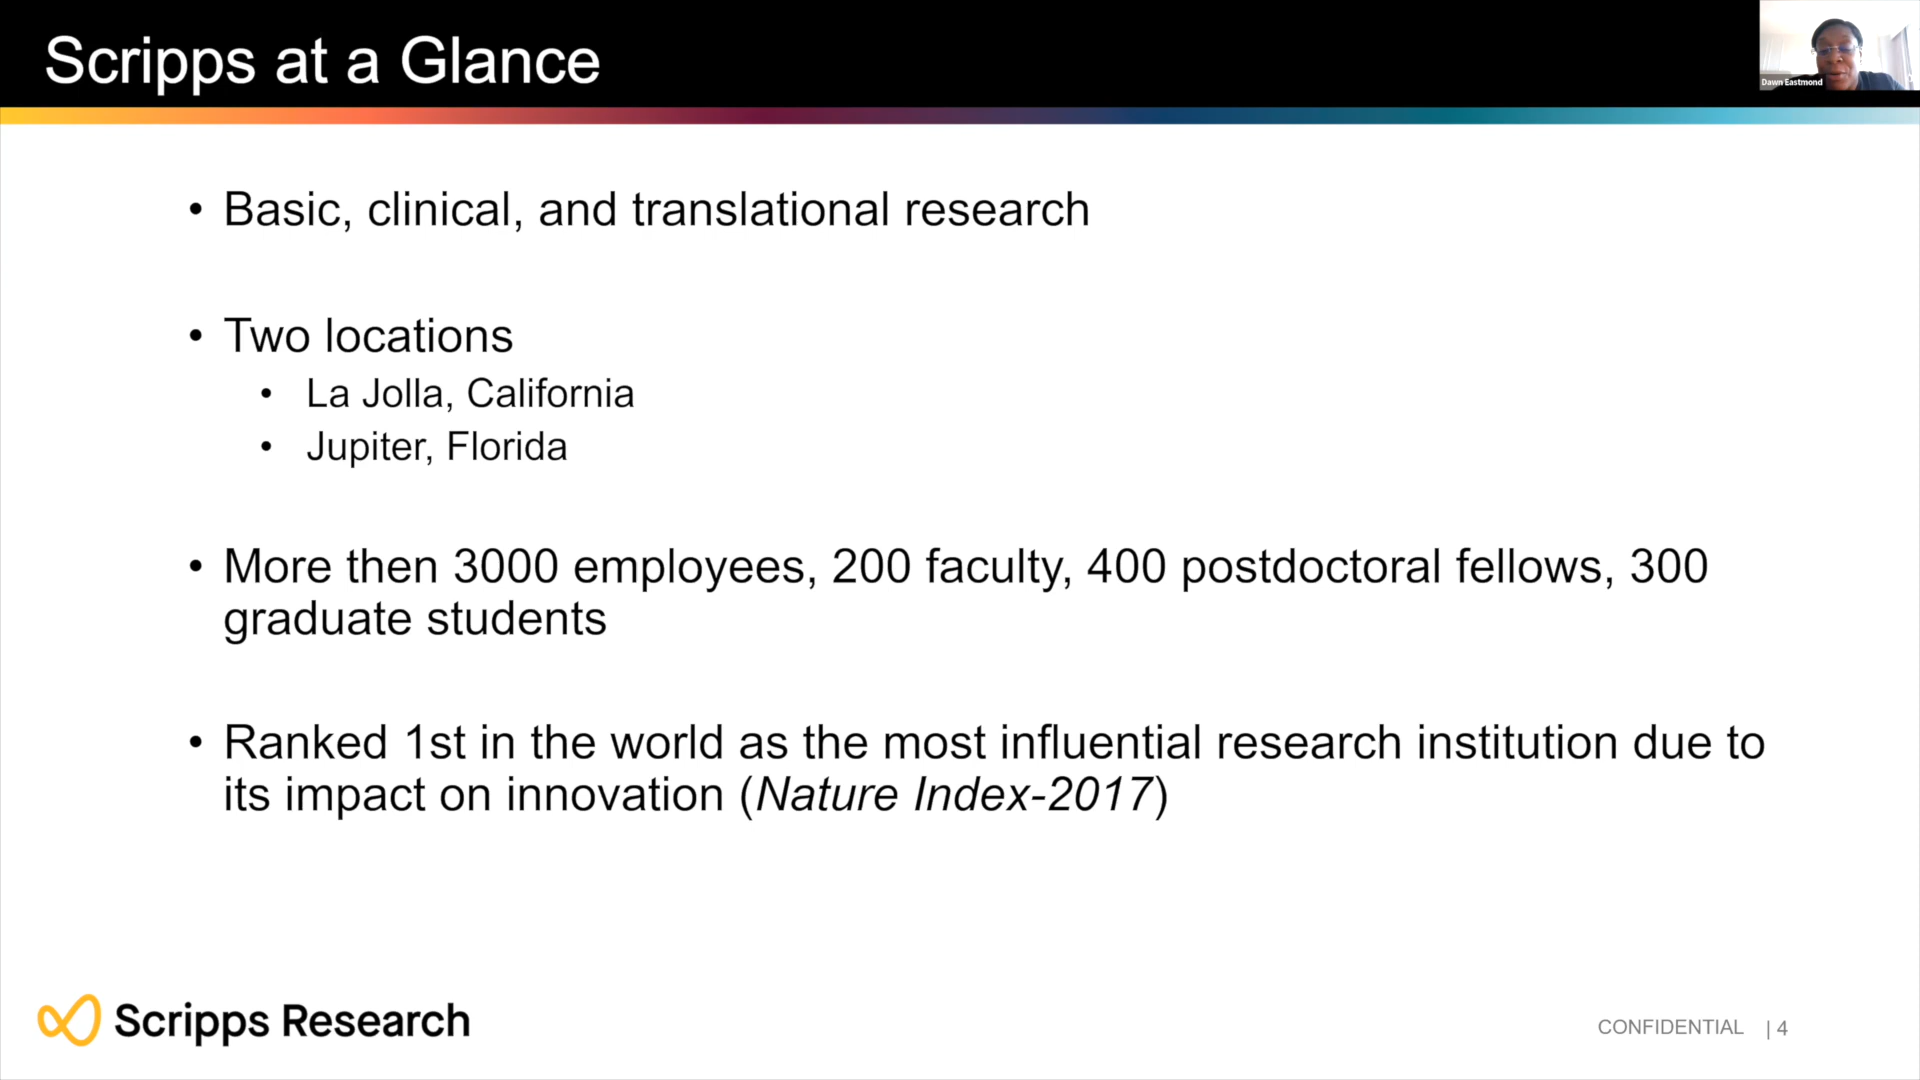 Scripps at a Glance
Dawn Eastmond
• Basic, clinical, and translational research
• Two locations
• La Jolla, California
• Jupiter, Florida
• More then 3000 employees, 200 faculty, 400 postdoctoral fellows, 300
graduate students
• Ranked 1st in the world as the most influential research institution due to
its impact on innovation (Nature Index-2017)
Scripps Research
CONFIDENTIAL | 4